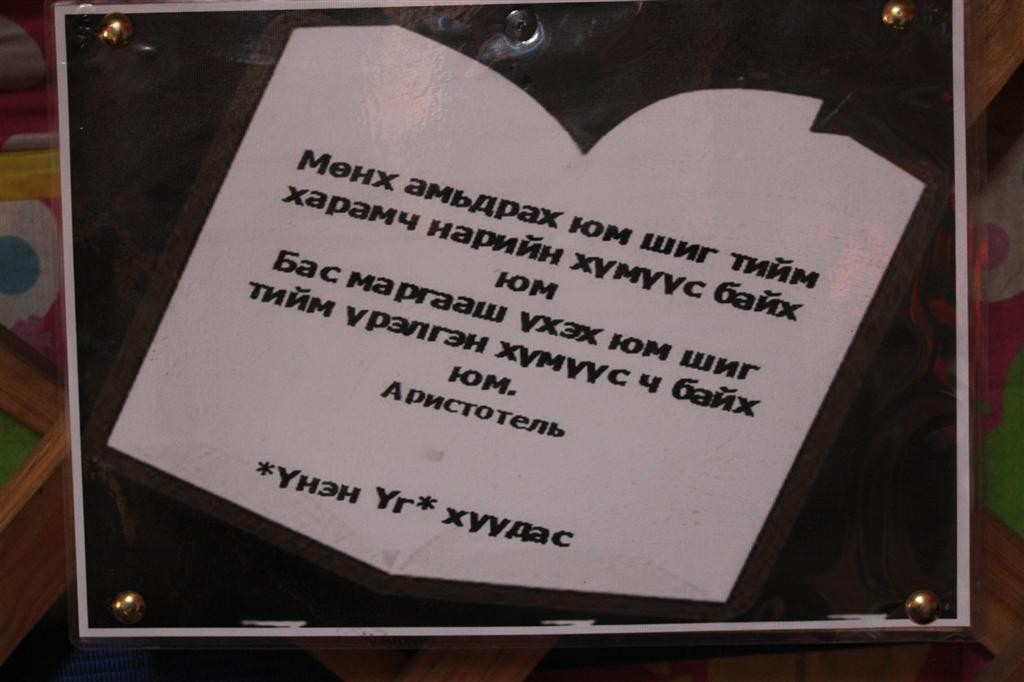 Мөнх амьдрах юм шиг тийм
харамч нарийн хүмүүс байх
юм
Бас маргааш үхэх юм шиг
тийм үрэлгэн хүмүүс ч байх
юм.
Аристотель
*Үнэн Үг* хуудас